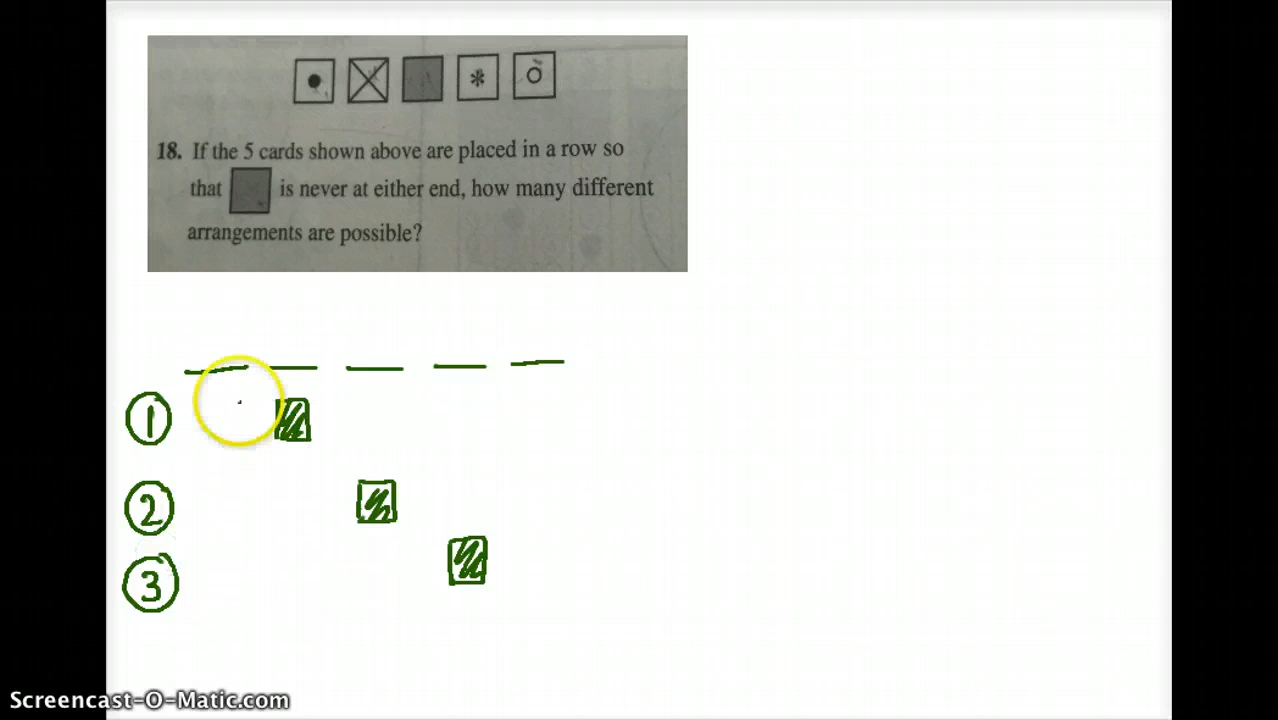 18. If the 5 cards shown above are placed in a row so
that is never at either end, how many different
arrangements are possible?
1
2
3
Screencast-O-Matic.com